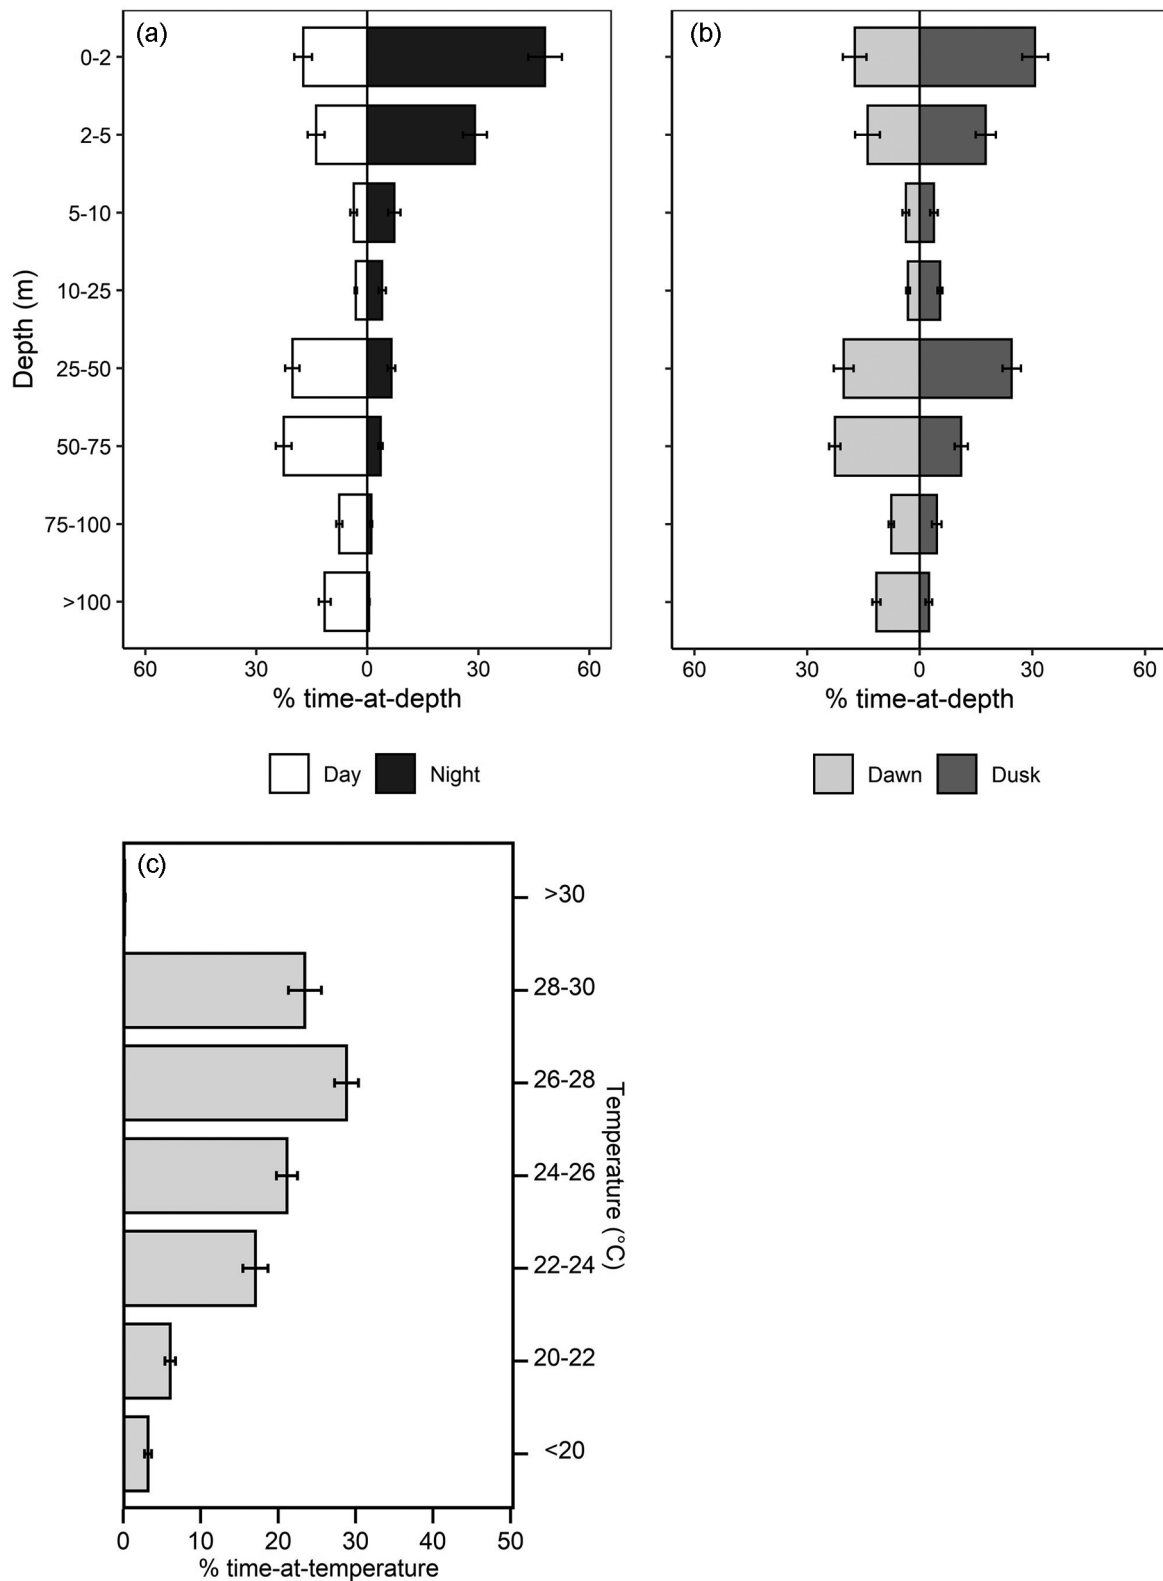 (a)
(b)
0-2
2-5
5-10
10-25
25-50
50-75
75-100
>100
Depth (m)
60 30 0 30 60
60 30 0 30 60
% time-at-depth
% time-at-depth
Day Night
Dawn Dusk
(c)
>30
28-30
26-28
24-26
22-24
20-22
<20
Temperature (°C)
0 10 20 30 40 50
% time-at-temperature